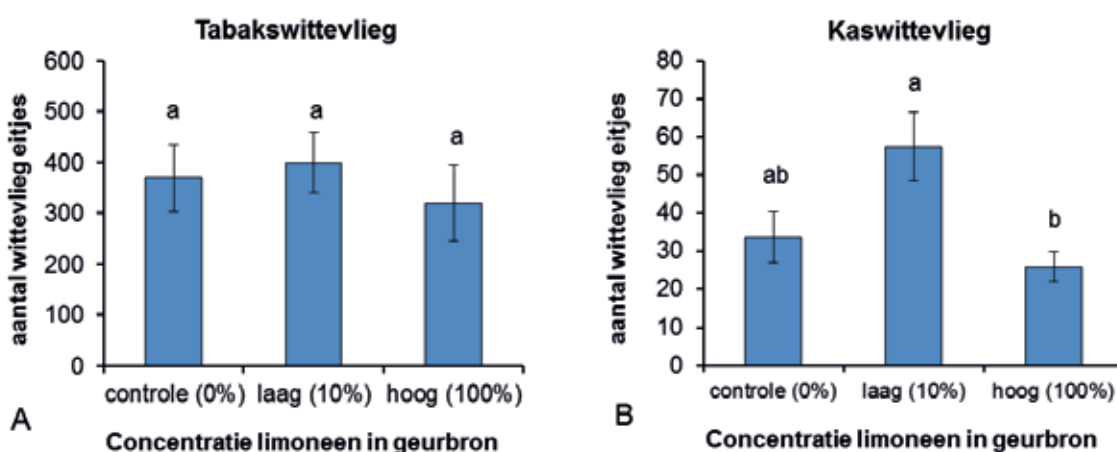 Tabakswittevlieg
aantal wittevlieg eitjes
600
500
400
300
200
100
0
a
a
a
controle (0%) laag (10%) hoog (100%)
A
Concentratie limoneen in geurbron
Kaswittevlieg
aantal wittevlieg eitjes
80
70
60
50
40
30
20
10
0
ab
a
b
controle (0%) laag (10%) hoog (100%)
B
Concentratie limoneen in geurbron